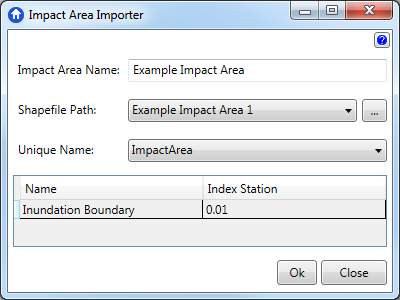 Impact Area Importer
?
Impact Area Name: Example Impact Area
Shapefile Path: Example Impact Area 1 ...
Unique Name: ImpactArea
Name Index Station
Inundation Boundary 0.01
Ok Close